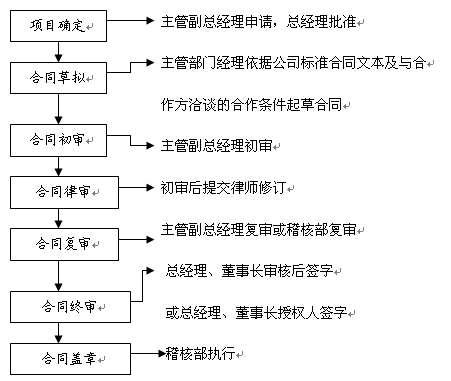 项目确定
主管副总经理申请，总经理批准
合同草拟
主管部门经理依据公司标准合同文本及与合
作方洽谈的合作条件起草合同
合同初审
主管副总经理初审
合同律审
初审后提交律师修订
合同复审
主管副总经理复审或稽核部复审
总经理、董事长审核后签字
合同终审
或总经理、董事长授权人签字
合同盖章
稽核部执行